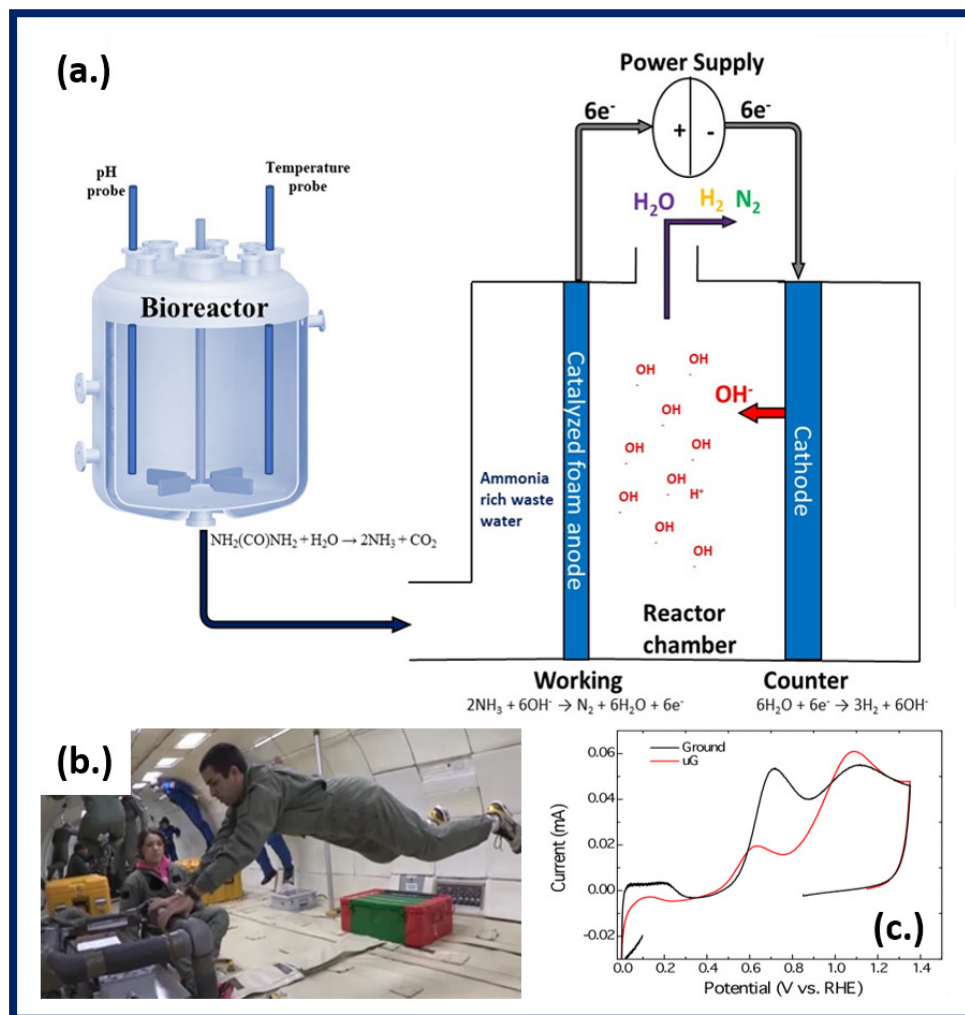 (a.)
Power Supply
6e⁻
6e⁻
+ -
pH
probe
Temperature
probe
H₂O H₂ N₂
Bioreactor
Catalyzed foam anode
Cathode
OH
-
OH
-
OH⁻
OH
-
OH
-
OH
-
OH
-
OH
-
H⁺
OH
-
OH
-
Ammonia
rich waste
water
NH₂(CO)NH₂ + H₂O → 2NH₃ + CO₂
Reactor
chamber
Working
Counter
2NH₃ + 6OH⁻ → N₂ + 6H₂O + 6e⁻
6H₂O + 6e⁻ → 3H₂ + 6OH⁻
(b.)
Ground
uG
0.06
0.04
0.02
0.00
-0.02
Current (mA)
(c.)
0.0 0.2 0.4 0.6 0.8 1.0 1.2 1.4
Potential (V vs. RHE)